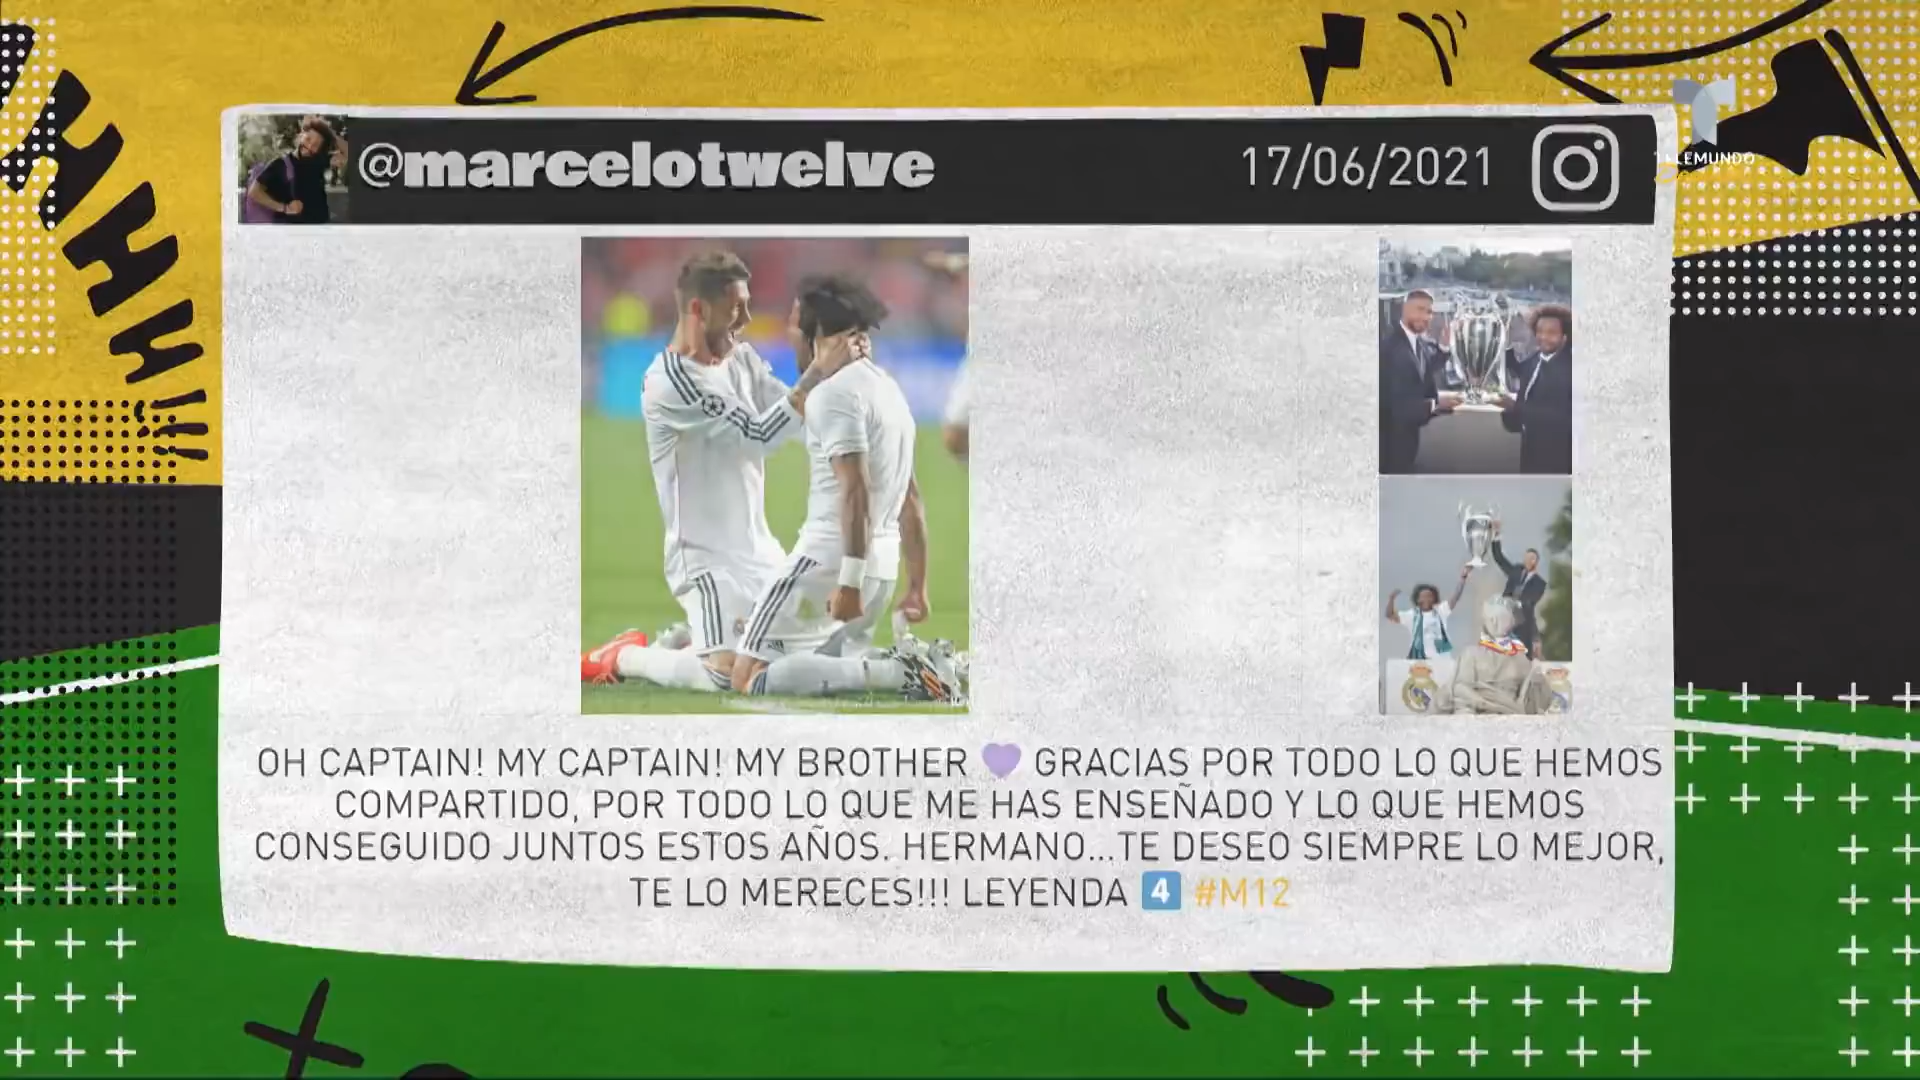 HHHH!!!
@marcelotwelve
17/06/2021
TELEMUNDO
OH CAPTAIN! MY CAPTAIN! MY BROTHER 💜 GRACIAS POR TODO LO QUE HEMOS
COMPARTIDO, POR TODO LO QUE ME HAS ENSEÑADO Y LO QUE HEMOS
CONSEGUIDO JUNTOS ESTOS AÑOS. HERMANO...TE DESEO SIEMPRE LO MEJOR,
TE LO MERECES!!! LEYENDA 4️⃣ #M12